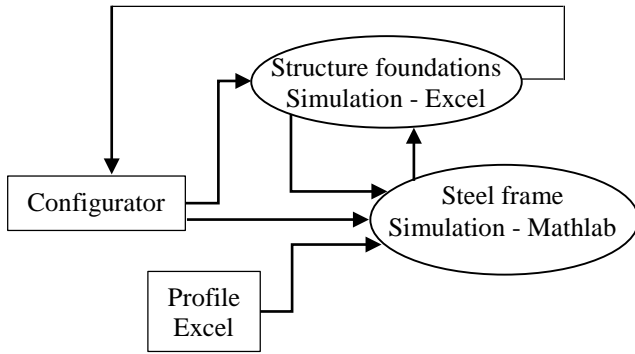 Structure foundations
Simulation - Excel
Configurator
Steel frame
Simulation - Mathlab
Profile
Excel